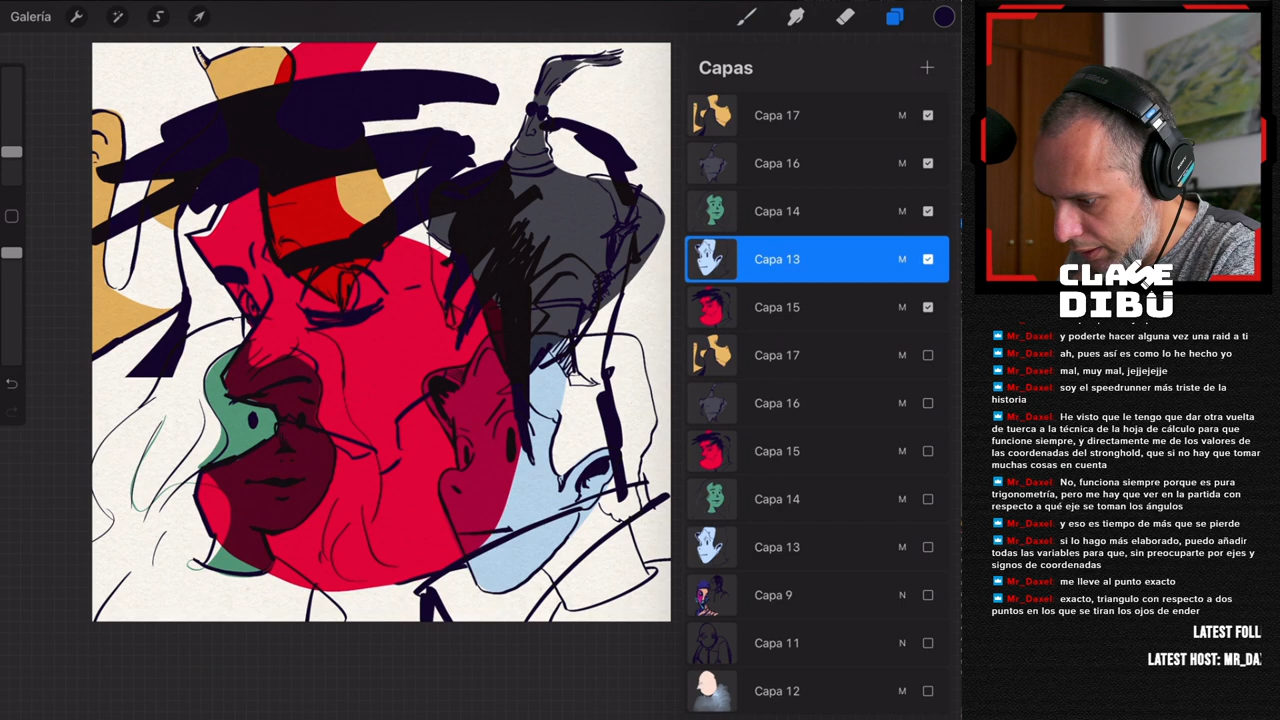 Galería
Capas
Capa 17 M
Capa 16 M
Capa 14 M
Capa 13 M
Capa 15 M
Capa 17 M
Capa 16 M
Capa 15 M
Capa 14 M
Capa 13 M
Capa 9 N
Capa 11 N
Capa 12 M
SONY
CLASE
DIBU
Mr_Daxel: y poderte hacer alguna vez una raid a ti
Mr_Daxel: ah, pues así es como lo he hecho yo
Mr_Daxel: mal, muy mal, jejjejejje
Mr_Daxel: soy el speedrunner más triste de la
historia
Mr_Daxel: He visto que le tengo que dar otra vuelta
de tuerca a la técnica de la hoja de cálculo para que
funcione siempre, y directamente me de los valores de
las coordenadas del stronghold, que si no hay que tomar
muchas cosas en cuenta
Mr_Daxel: No, funciona siempre porque es pura
trigonometría, pero me hay que ver en la partida con
respecto a qué eje se toman los ángulos
Mr_Daxel: y eso es tiempo de más que se pierde
Mr_Daxel: si lo hago más elaborado, puedo añadir
todas las variables para que, sin preocuparte por ejes y
signos de coordenadas
Mr_Daxel: me lleve al punto exacto
Mr_Daxel: exacto, triangulo con respecto a dos
puntos en los que se tiran los ojos de ender
LATEST FOLL
LATEST HOST: MR_DA